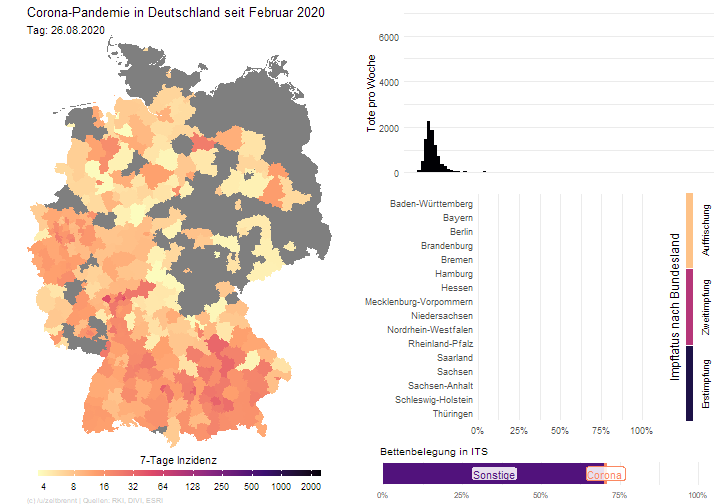 Corona-Pandemie in Deutschland seit Februar 2020
Tag: 26.08.2020
7-Tage Inzidenz
4 8 16 32 64 128 250 500 1000 2000
(c) /u/zeitbrennt | Quellen: RKI, DIVI, ESRI
Tote pro Woche
6000
4000
2000
0
Baden-Württemberg
Bayern
Berlin
Brandenburg
Bremen
Hamburg
Hessen
Mecklenburg-Vorpommern
Niedersachsen
Nordrhein-Westfalen
Rheinland-Pfalz
Saarland
Sachsen
Sachsen-Anhalt
Schleswig-Holstein
Thüringen
0% 25% 50% 75% 100%
Impftatus nach Bundesland
Auffrischung
Zweitimpfung
Erstimpfung
Bettenbelegung in ITS
Sonstige
Corona
0% 25% 50% 75% 100%